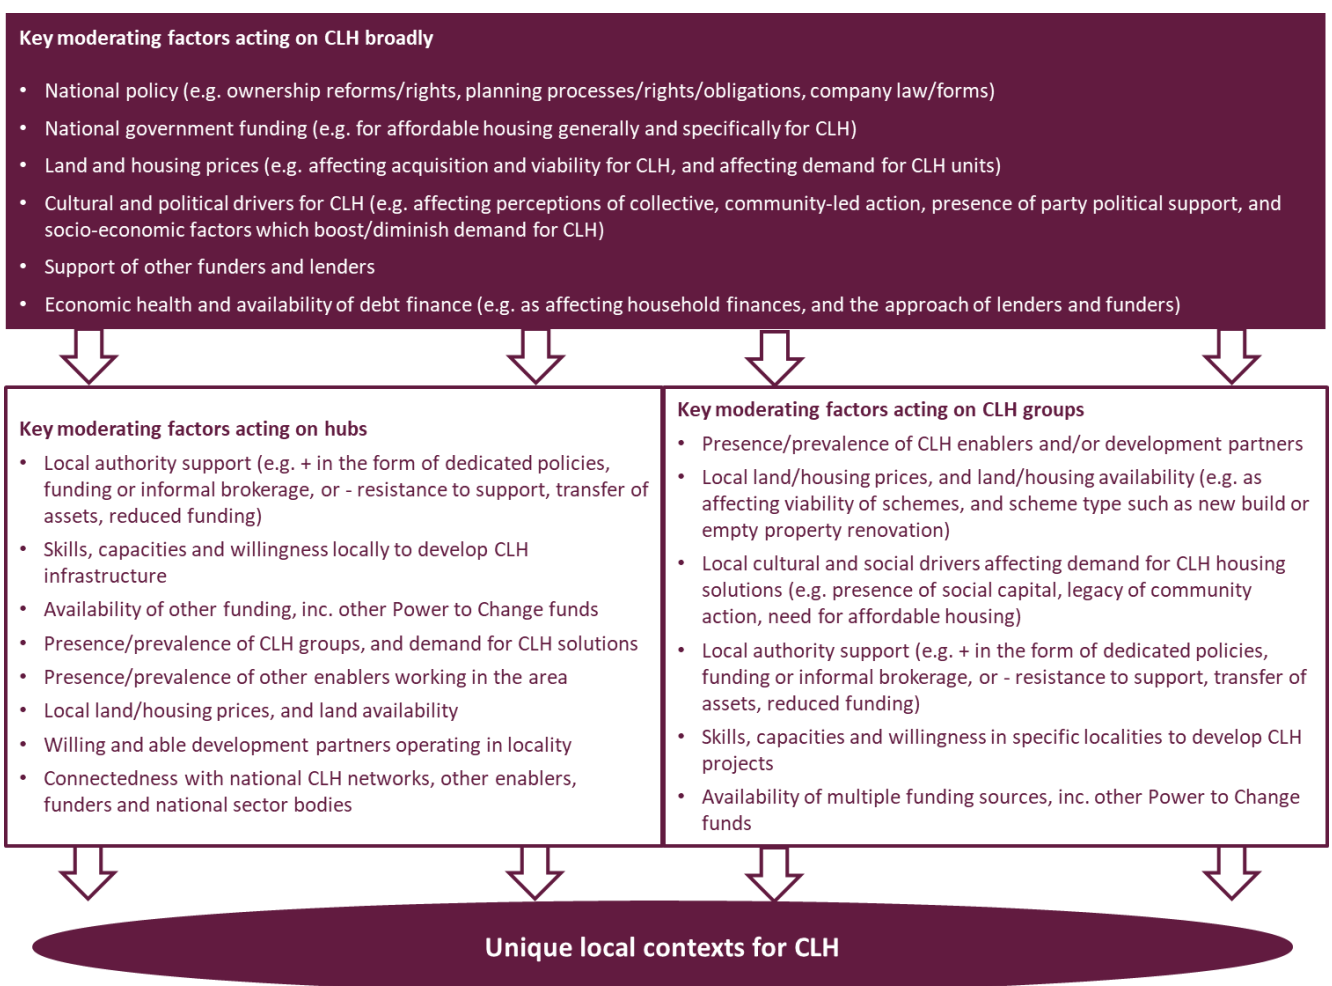 Key moderating factors acting on CLH broadly
• National policy (e.g. ownership reforms/rights, planning processes/rights/obligations, company law/forms)
• National government funding (e.g. for affordable housing generally and specifically for CLH)
• Land and housing prices (e.g. affecting acquisition and viability for CLH, and affecting demand for CLH units)
• Cultural and political drivers for CLH (e.g. affecting perceptions of collective, community-led action, presence of party political support, and
socio-economic factors which boost/diminish demand for CLH)
• Support of other funders and lenders
• Economic health and availability of debt finance (e.g. as affecting household finances, and the approach of lenders and funders)
Key moderating factors acting on hubs
• Local authority support (e.g. + in the form of dedicated policies,
funding or informal brokerage, or - resistance to support, transfer of
assets, reduced funding)
• Skills, capacities and willingness locally to develop CLH
infrastructure
• Availability of other funding, inc. other Power to Change funds
• Presence/prevalence of CLH groups, and demand for CLH solutions
• Presence/prevalence of other enablers working in the area
• Local land/housing prices, and land availability
• Willing and able development partners operating in locality
• Connectedness with national CLH networks, other enablers,
funders and national sector bodies
Key moderating factors acting on CLH groups
• Presence/prevalence of CLH enablers and/or development partners
• Local land/housing prices, and land/housing availability (e.g. as
affecting viability of schemes, and scheme type such as new build or
empty property renovation)
• Local cultural and social drivers affecting demand for CLH housing
solutions (e.g. presence of social capital, legacy of community
action, need for affordable housing)
• Local authority support (e.g. + in the form of dedicated policies,
funding or informal brokerage, or - resistance to support, transfer of
assets, reduced funding)
• Skills, capacities and willingness in specific localities to develop CLH
projects
• Availability of multiple funding sources, inc. other Power to Change
funds
Unique local contexts for CLH